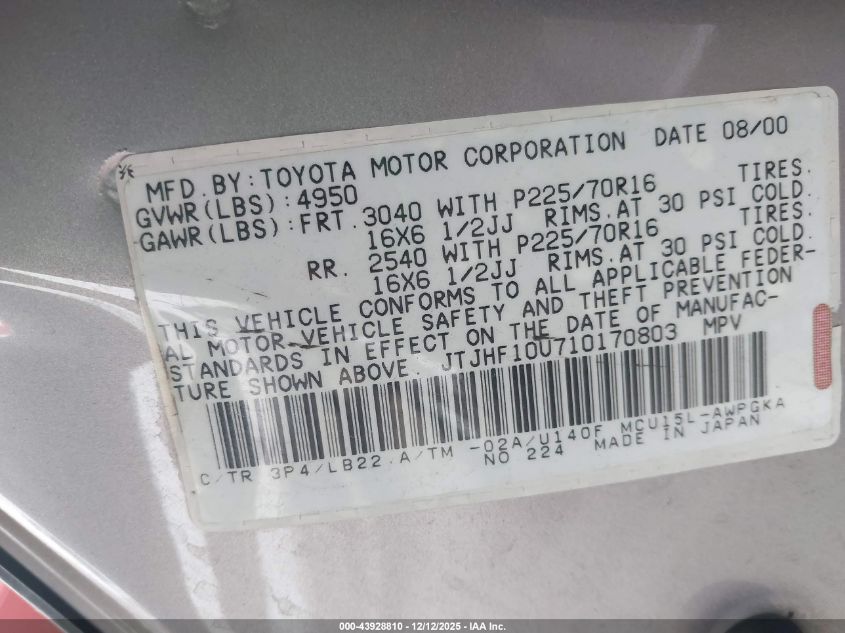 MFD.BY:TOYOTA MOTOR CORPORATION DATE 08/00
GVWR(LBS):4950
GAWR(LBS):FRT.3040 WITH P225/70R16 TIRES.
16X6 1/2JJ RIMS.AT 30 PSI COLD.
RR. 2540 WITH P225/70R16 TIRES.
16X6 1/2JJ RIMS.AT 30 PSI COLD.
THIS VEHICLE CONFORMS TO ALL APPLICABLE FEDER-
AL MOTOR VEHICLE SAFETY AND THEFT PREVENTION
STANDARDS IN EFFECT ON THE DATE OF MANUFAC-
TURE SHOWN ABOVE. JTJHF10U710170803 MPV
C/TR 3P4/LB22.A/TM -02A/U140F MCU15L-AWPGKA
NO 224 MADE IN JAPAN
000-43928810 - 12/12/2025 - IAA Inc.